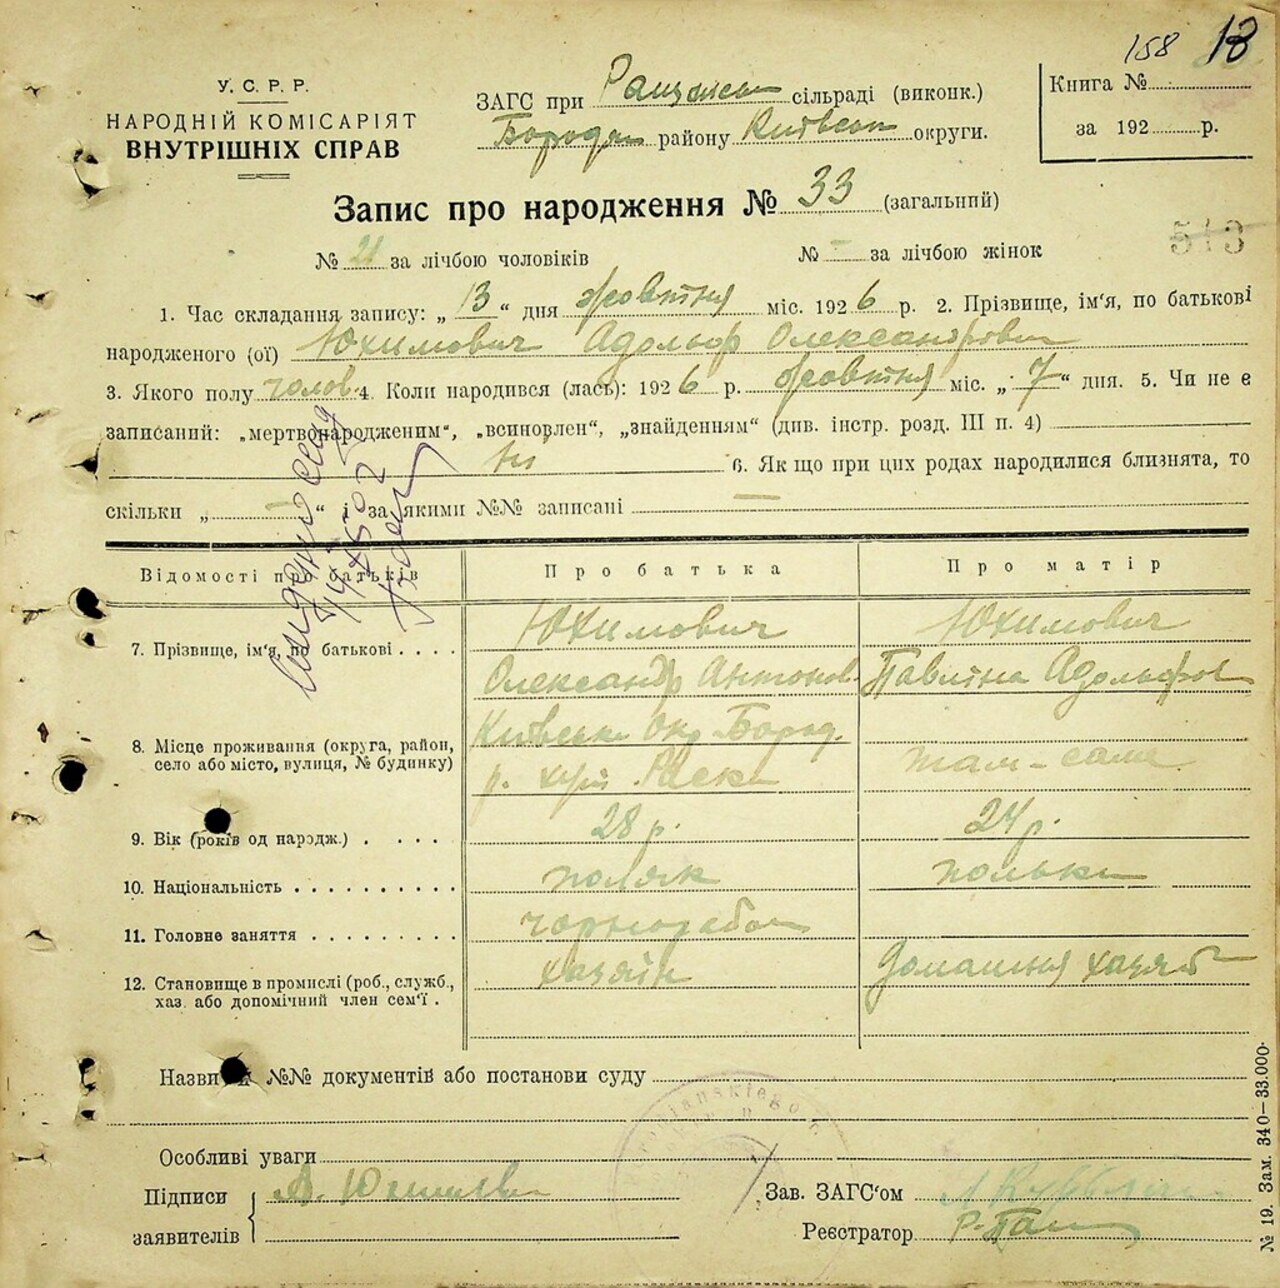 158 13
У. С. Р. Р.
НАРОДНІЙ КОМІСАРІЯТ
ВНУТРІШНІХ СПРАВ
ЗАГС при сільраді (виконк.)
Бородян району Київськ округи.
Книга №
за 192 р.
Запис про народження № 33 (загальний)
№ 21 за лічбою чоловіків № – за лічбою жінок
516
1. Час складання запису: „ 13 “ дня жовтня міс. 1926 р. 2. Прізвище, ім‘я, по батькові
народженого (ої) Юхимович Адольф Олександрович
3. Якого полу чолов. 4. Коли народився (лась): 1926 р. жовтня міс. „ 7 “ дня. 5. Чи не є
записаний: „мертвонародженим“, „всиновлен“, „знайденням“ (див. інстр. розд. III п. 4)
ні 6. Як що при цих родах народилися близнята, то
скільки „ – “ і за якими №№ записані –
Відомості про батьків Про батька Про матір
7. Прізвище, ім‘я, по батькові . . . . Юхимович Юхимович
Олександр Антонов. Павліна Адольфов
8. Місце проживання (округа, район, село або місто, вулиця, № будинку) Київськ Окр. Бород.
р. хут. там-саме
9. Вік (років од народж.) . . . . 28 р. 24 р.
10. Національність . . . . . . . . . . поляк полька
11. Головне заняття . . . . . . . . . чорнороб
12. Становище в промислі (роб., служб., хаз. або допомічний член сем‘ї . хазяїн Домашня хазяй
Назви й №№ документів або постанови суду
Особливі уваги
Підписи
заявителів
А.
Зав. ЗАГС‘ом
Реєстратор
№ 19. Зам. 340—33.000.